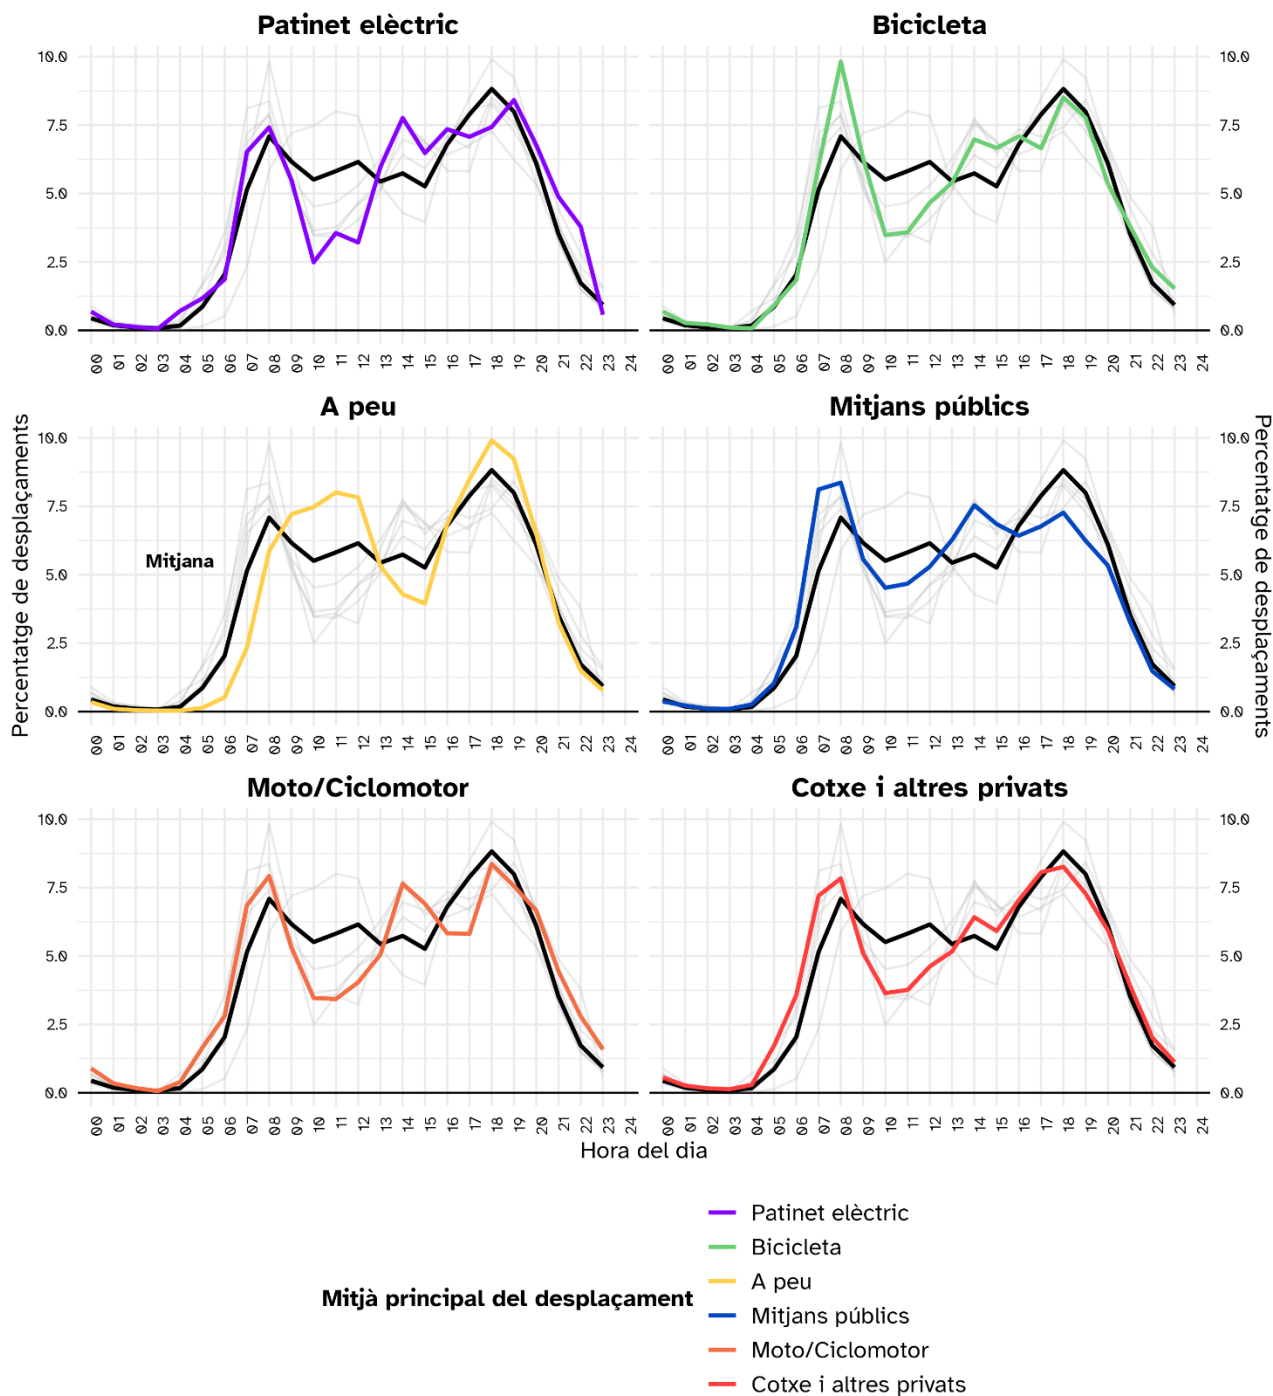 Patinet elèctric
Bicicleta
10.0
7.5
5.0
2.5
0.0
10.0
7.5
5.0
2.5
0.0
00 01 02 03 04 05 06 07 08 09 10 11 12 13 14 15 16 17 18 19 20 21 22 23 24
00 01 02 03 04 05 06 07 08 09 10 11 12 13 14 15 16 17 18 19 20 21 22 23 24
A peu
Mitjans públics
Percentatge de desplaçaments
10.0
7.5
5.0
2.5
0.0
Mitjana
10.0
7.5
5.0
2.5
0.0
Percentatge de desplaçaments
00 01 02 03 04 05 06 07 08 09 10 11 12 13 14 15 16 17 18 19 20 21 22 23 24
00 01 02 03 04 05 06 07 08 09 10 11 12 13 14 15 16 17 18 19 20 21 22 23 24
Moto/Ciclomotor
Cotxe i altres privats
10.0
7.5
5.0
2.5
0.0
10.0
7.5
5.0
2.5
0.0
00 01 02 03 04 05 06 07 08 09 10 11 12 13 14 15 16 17 18 19 20 21 22 23 24
00 01 02 03 04 05 06 07 08 09 10 11 12 13 14 15 16 17 18 19 20 21 22 23 24
Hora del dia
Mitjà principal del desplaçament
Patinet elèctric
Bicicleta
A peu
Mitjans públics
Moto/Ciclomotor
Cotxe i altres privats